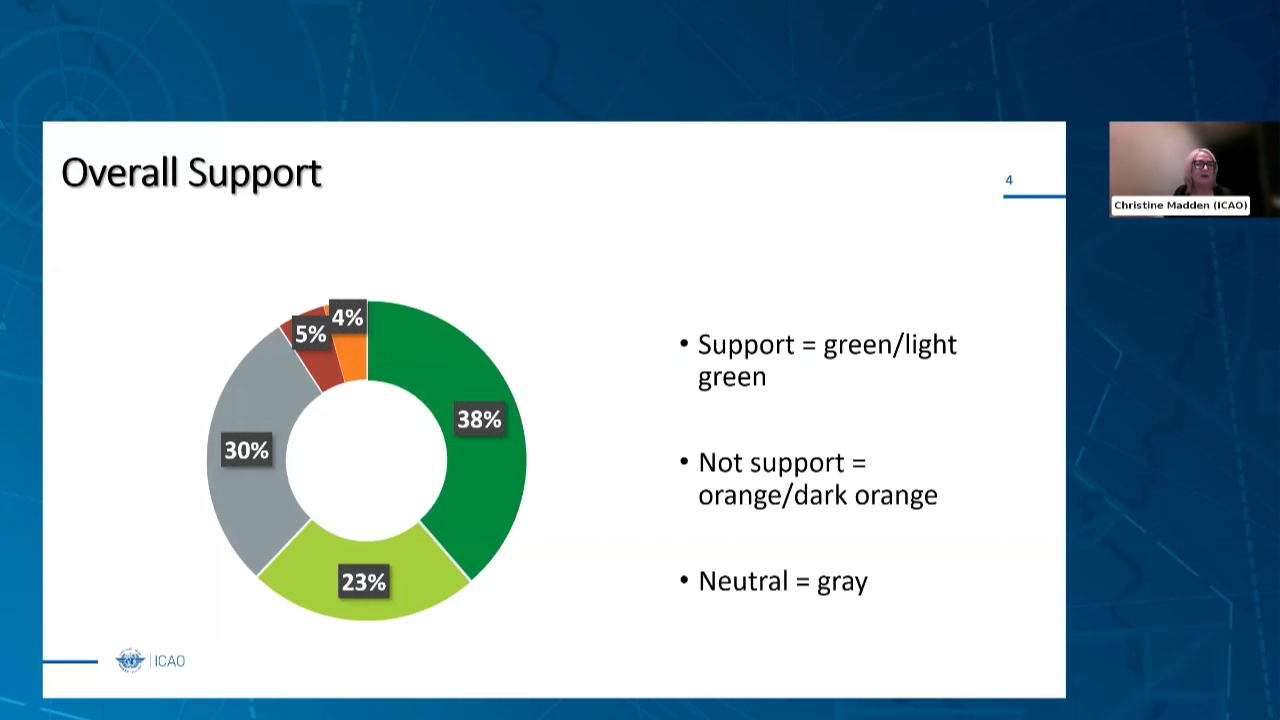 Overall Support
4
Christine Madden (ICAO)
4%
5%
38%
30%
23%
• Support = green/light
green
• Not support =
orange/dark orange
• Neutral = gray
ICAO